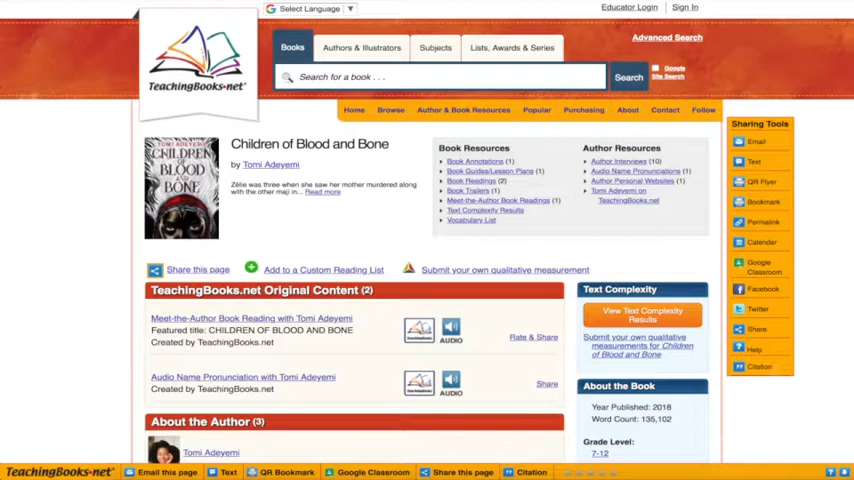 Select Language
Educator Login
Sign In
TeachingBooks.net
Books
Authors & Illustrators
Subjects
Lists, Awards & Series
Advanced Search
Search for a book . . .
Search
Google
Site Search
Home
Browse
Author & Book Resources
Popular
Purchasing
About
Contact
Follow
TOMI ADEYEMI
CHILDREN
OF BLOOD
AND
BONE
Children of Blood and Bone
by Tomi Adeyemi
Zélie was three when she saw her mother murdered along
with the other maji in... Read more
Book Resources
Book Annotations (1)
Book Guides/Lesson Plans (1)
Book Readings (2)
Book Trailers (1)
Meet-the-Author Book Readings (1)
Text Complexity Results
Vocabulary List
Author Resources
Author Interviews (10)
Audio Name Pronunciations (1)
Author Personal Websites (1)
Tomi Adeyemi on
TeachingBooks.net
Sharing Tools
Email
Text
QR Flyer
Bookmark
Permalink
Calendar
Google
Classroom
Facebook
Twitter
Share
Help
Citation
Share this page
Add to a Custom Reading List
Submit your own qualitative measurement
TeachingBooks.net Original Content (2)
Meet-the-Author Book Reading with Tomi Adeyemi
Featured title: CHILDREN OF BLOOD AND BONE
Created by TeachingBooks.net
AUDIO
Rate & Share
Audio Name Pronunciation with Tomi Adeyemi
Created by TeachingBooks.net
AUDIO
Share
About the Author (3)
Tomi Adeyemi
Text Complexity
View Text Complexity
Results
Submit your own qualitative
measurements for Children
of Blood and Bone
About the Book
Year Published: 2018
Word Count: 135,102
Grade Level:
7-12
TeachingBooks.net
Email this page
Text
QR Bookmark
Google Classroom
Share this page
Citation